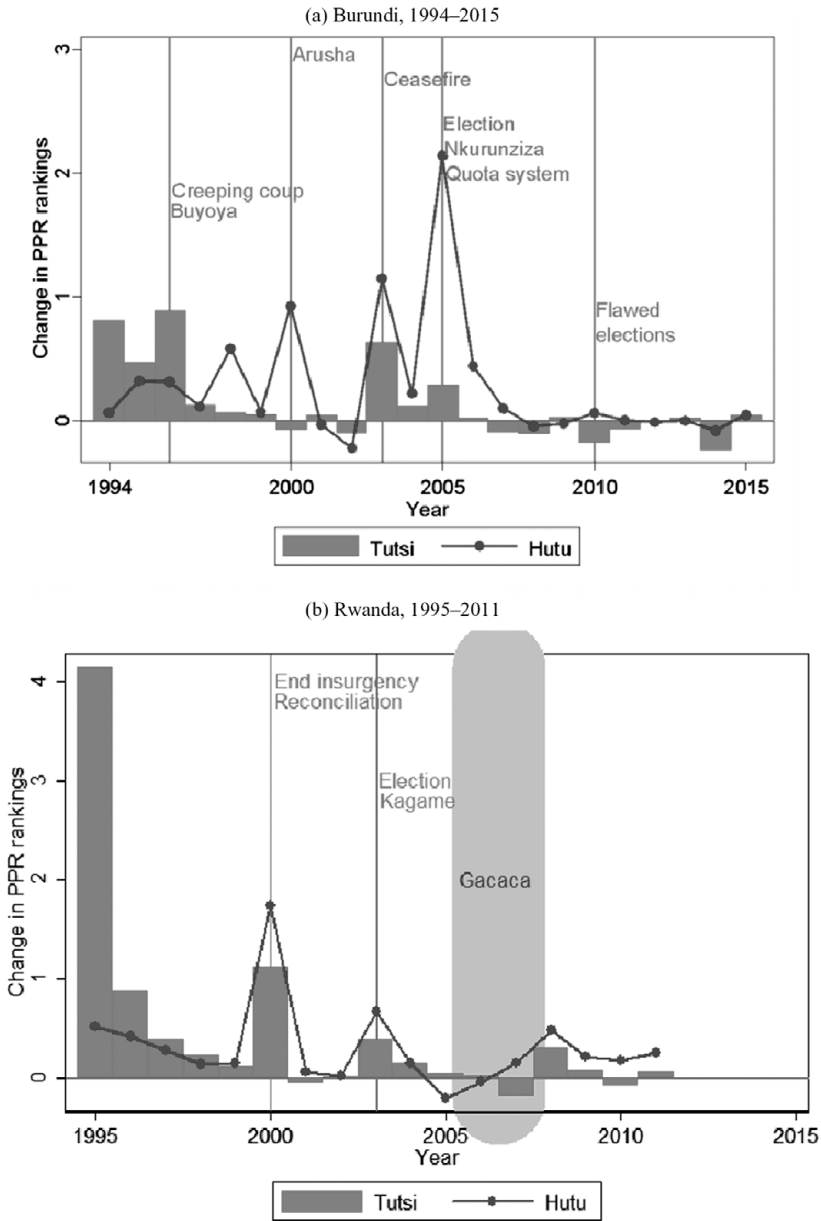 (a) Burundi, 1994–2015
3
2
1
0
Change in PPR rankings
Arusha
Ceasefire
Election
Nkurunziza
Quota system
Creeping coup
Buyoya
Flawed
elections
1994
2000
2005
2010
2015
Year
Tutsi
Hutu
(b) Rwanda, 1995–2011
4
3
2
1
0
Change in PPR rankings
End insurgency
Reconciliation
Election
Kagame
Gacaca
1995
2000
2005
2010
2015
Year
Tutsi
Hutu